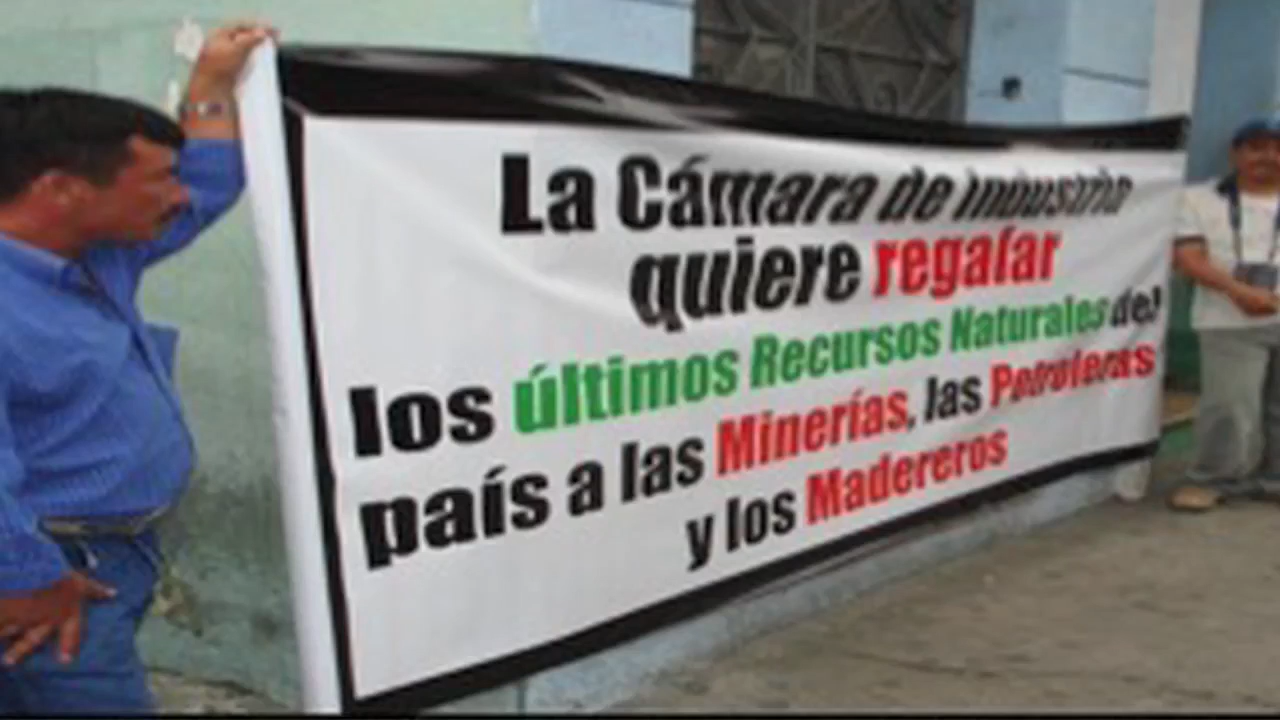 La Cámara de Industria
quiere regalar
los últimos Recursos Naturales del
país a las Minerías, las Petroleras
y los Madereros